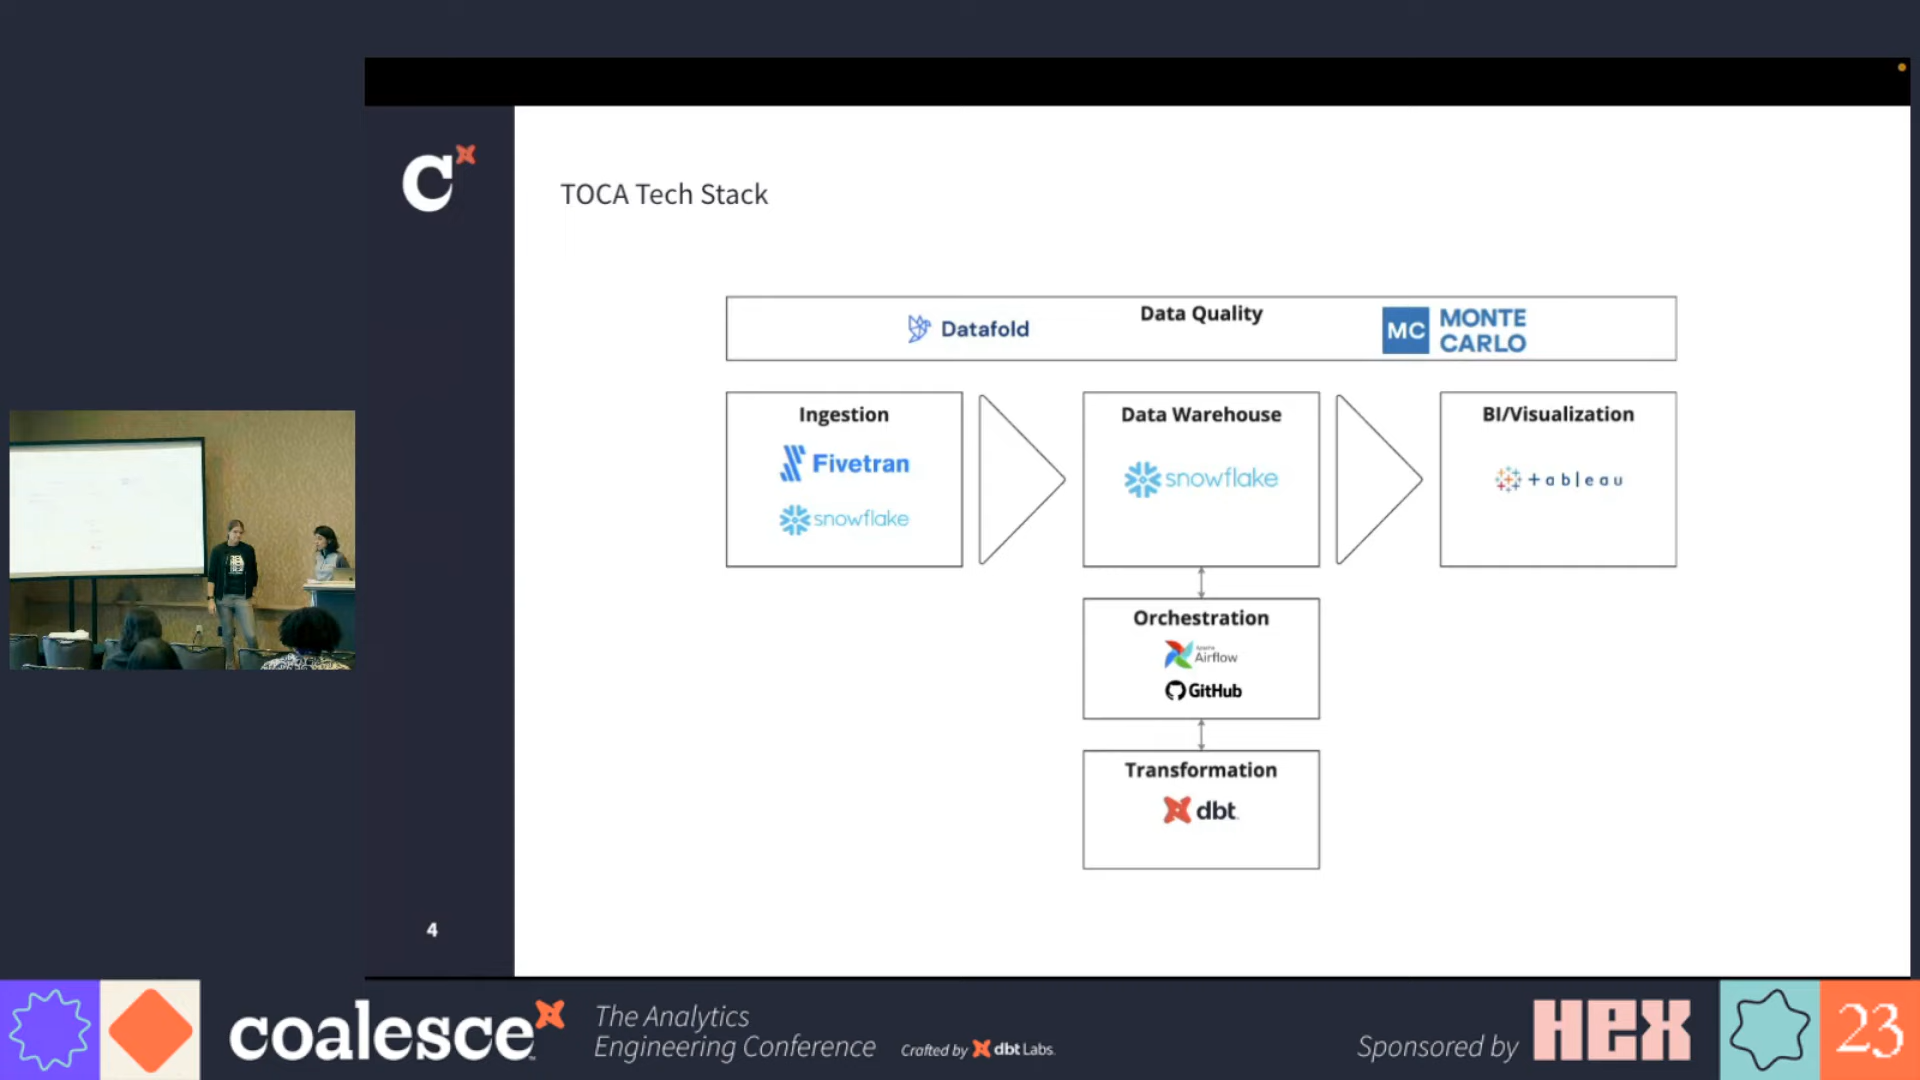 C
TOCA Tech Stack
Data Quality
Datafold
MC MONTE CARLO
Ingestion
Fivetran
snowflake
Data Warehouse
snowflake
BI/Visualization
+ableau
Orchestration
Apache
Airflow
GitHub
Transformation
dbt
4
coalesce
The Analytics
Engineering Conference
Crafted by dbt Labs
Sponsored by HEX
23